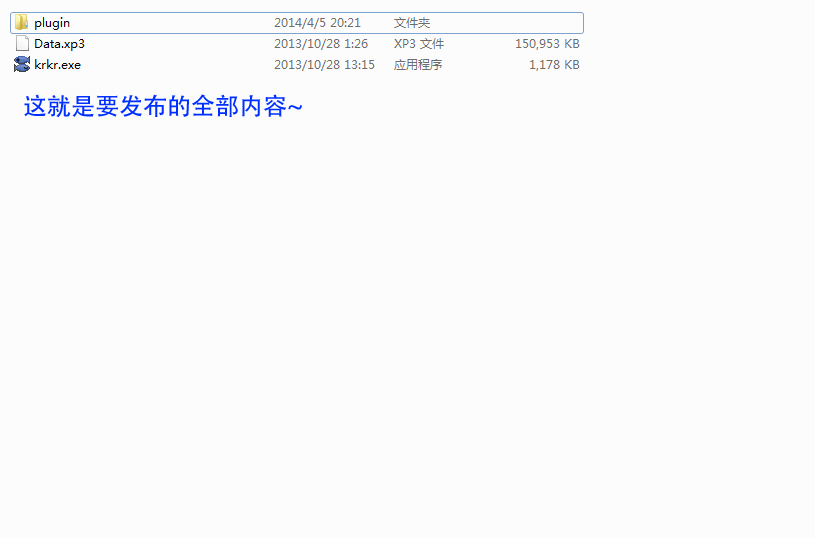 plugin 2014/4/5 20:21 文件夹
Data.xp3 2013/10/28 1:26 XP3 文件 150,953 KB
krkr.exe 2013/10/28 13:15 应用程序 1,178 KB
这就是要发布的全部内容~